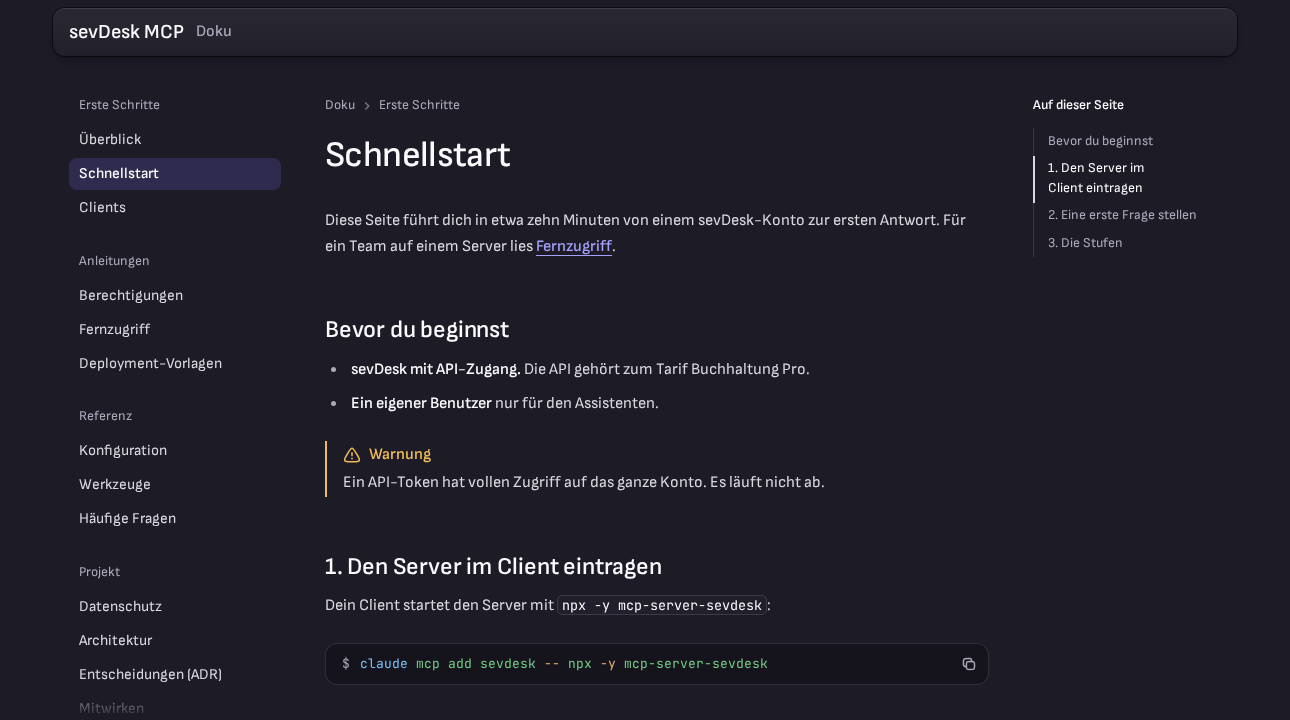 sevDesk MCP Doku
Erste Schritte
Überblick
Schnellstart
Clients
Anleitungen
Berechtigungen
Fernzugriff
Deployment-Vorlagen
Referenz
Konfiguration
Werkzeuge
Häufige Fragen
Projekt
Datenschutz
Architektur
Entscheidungen (ADR)
Mitwirken
Doku > Erste Schritte
Schnellstart
Diese Seite führt dich in etwa zehn Minuten von einem sevDesk-Konto zur ersten Antwort. Für
ein Team auf einem Server lies Fernzugriff.
Bevor du beginnst
• sevDesk mit API-Zugang. Die API gehört zum Tarif Buchhaltung Pro.
• Ein eigener Benutzer nur für den Assistenten.
Warnung
Ein API-Token hat vollen Zugriff auf das ganze Konto. Es läuft nicht ab.
1. Den Server im Client eintragen
Dein Client startet den Server mit npx -y mcp-server-sevdesk:
$ claude mcp add sevdesk -- npx -y mcp-server-sevdesk
Auf dieser Seite
Bevor du beginnst
1. Den Server im
Client eintragen
2. Eine erste Frage stellen
3. Die Stufen